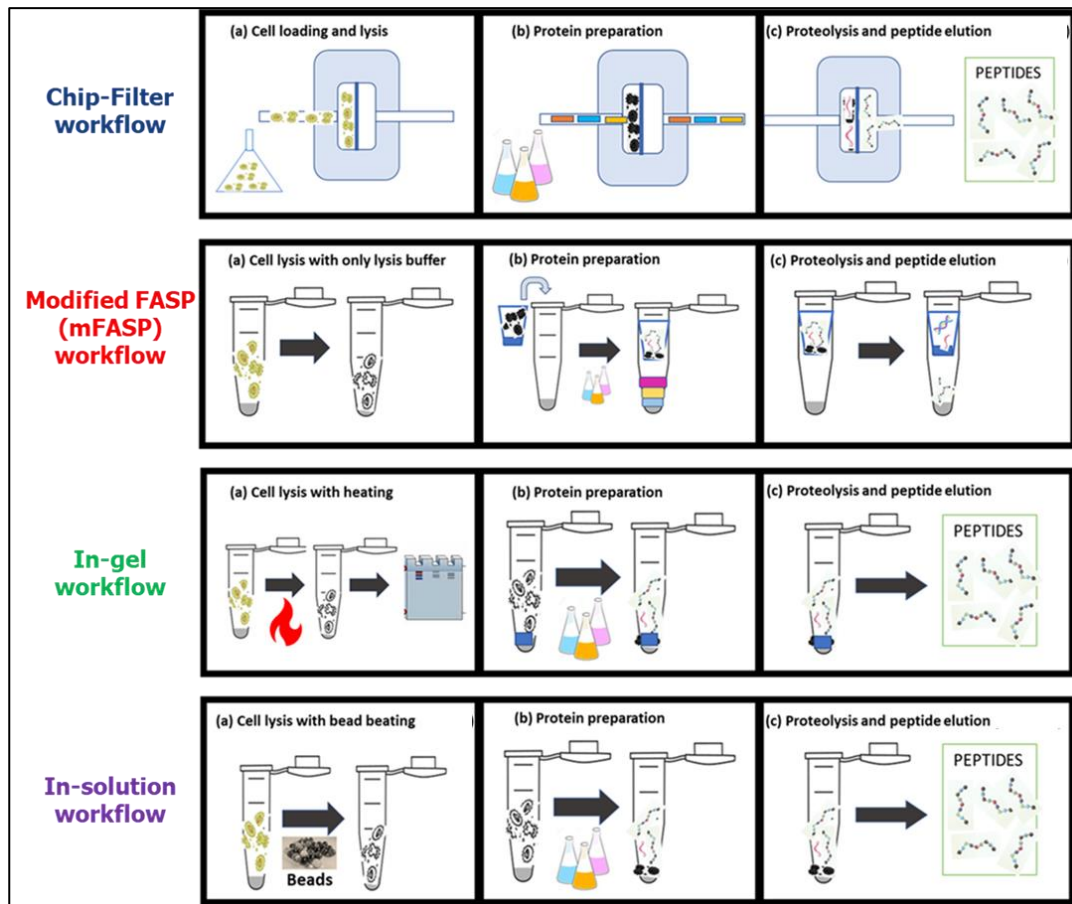 Chip-Filter
workflow
(a) Cell loading and lysis
(b) Protein preparation
(c) Proteolysis and peptide elution
PEPTIDES
Modified FASP
(mFASP)
workflow
(a) Cell lysis with only lysis buffer
(b) Protein preparation
(c) Proteolysis and peptide elution
In-gel
workflow
(a) Cell lysis with heating
(b) Protein preparation
(c) Proteolysis and peptide elution
PEPTIDES
In-solution
workflow
(a) Cell lysis with bead beating
Beads
(b) Protein preparation
(c) Proteolysis and peptide elution
PEPTIDES